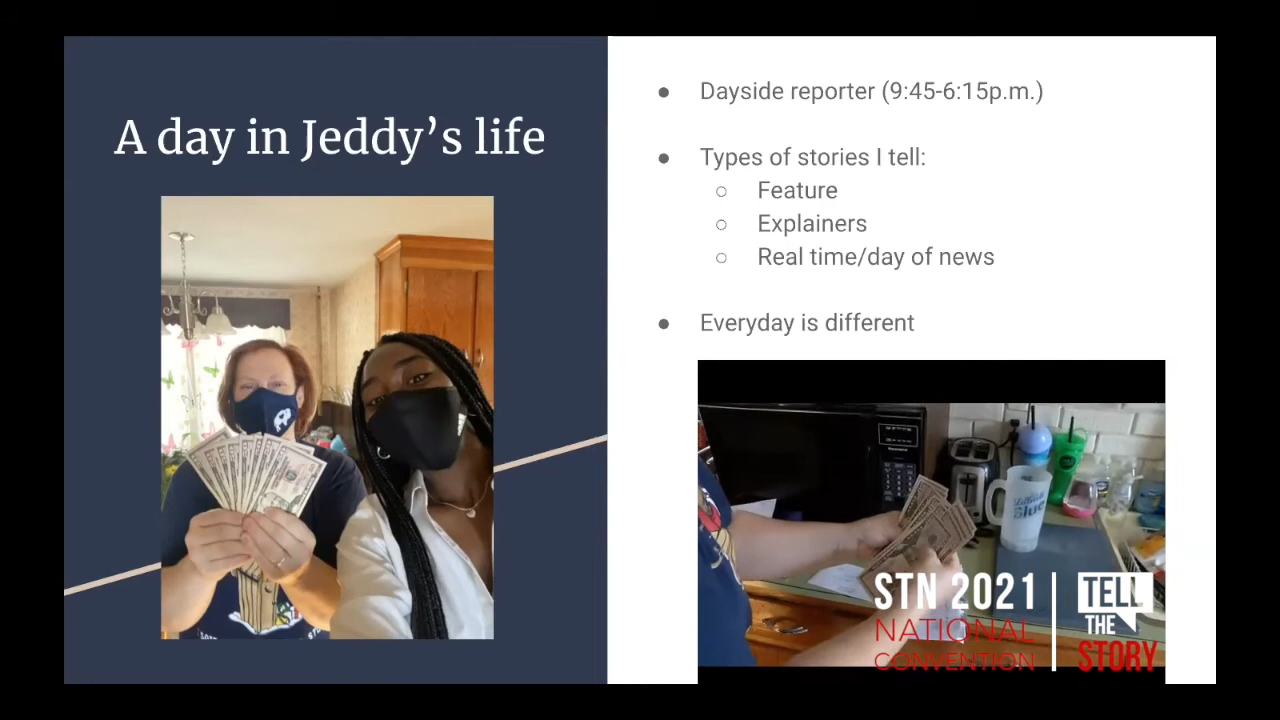 A day in Jeddy's life
● Dayside reporter (9:45-6:15p.m.)
● Types of stories I tell:
○ Feature
○ Explainers
○ Real time/day of news
● Everyday is different
STN 2021
NATIONAL
CONVENTION
TELL
THE
STORY